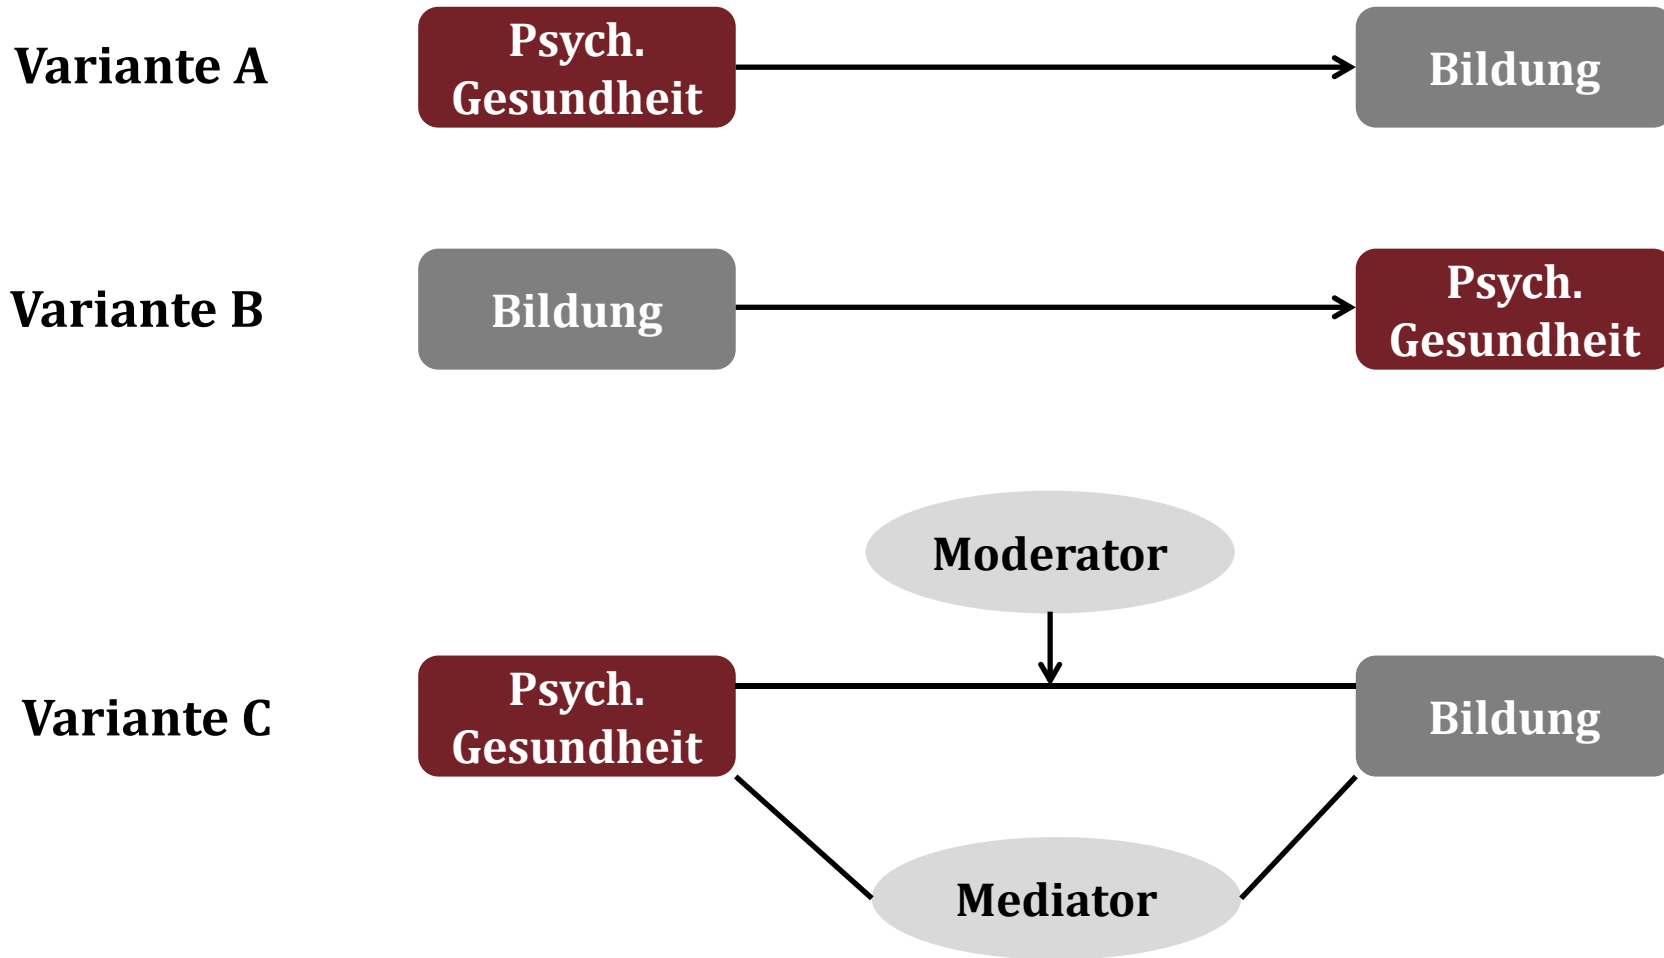 Variante A
Psych.
Gesundheit
Bildung
Variante B
Bildung
Psych.
Gesundheit
Moderator
Variante C
Psych.
Gesundheit
Bildung
Mediator